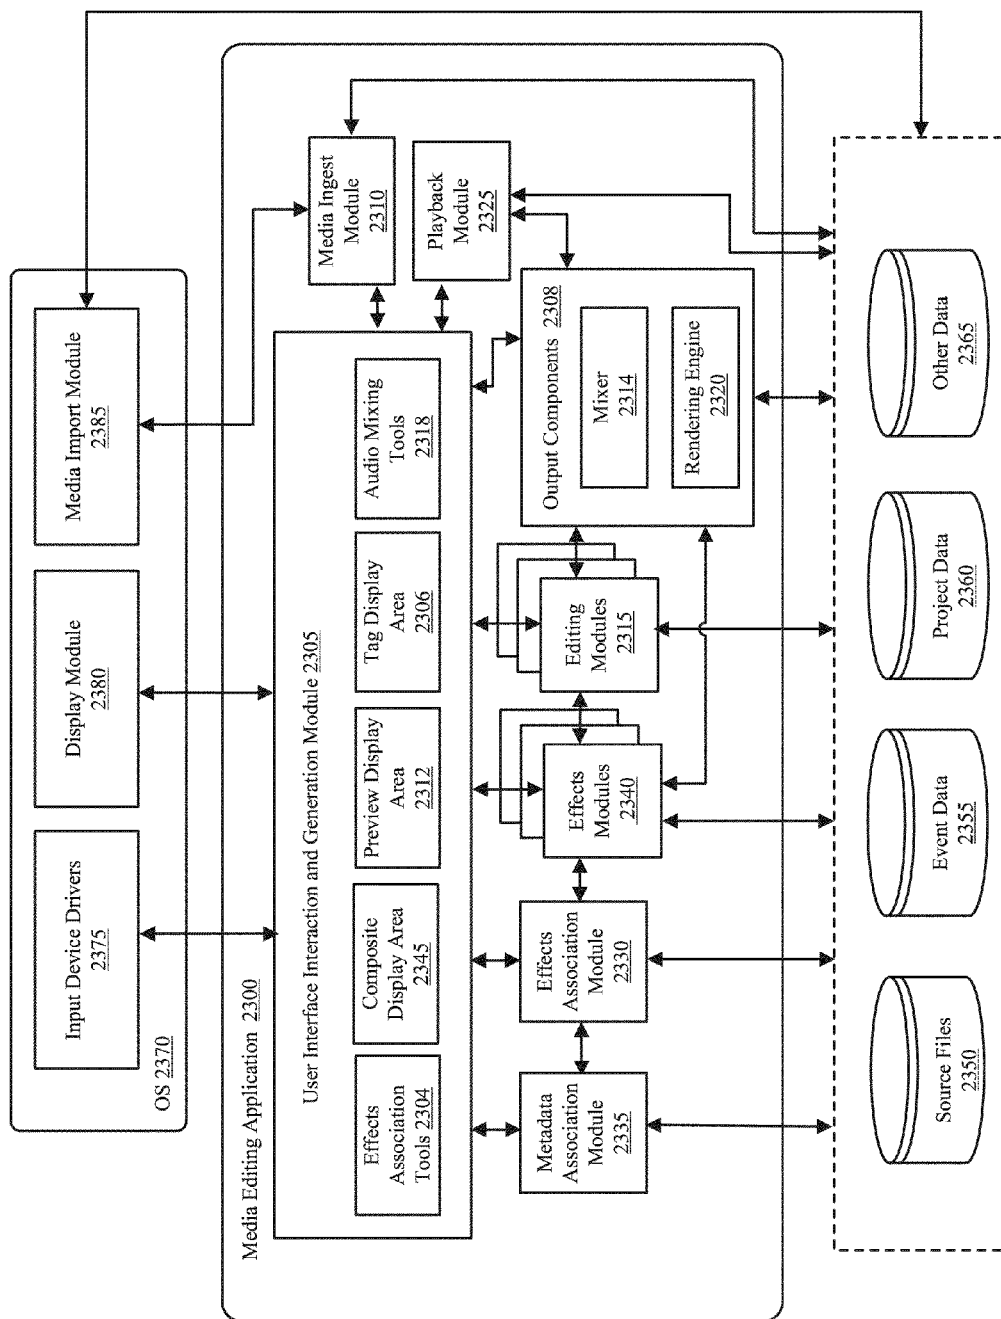 OS 2370
Input Device Drivers
2375
Display Module
2380
Media Import Module
2385
Media Editing Application 2300
User Interface Interaction and Generation Module 2305
Effects
Association
Tools 2304
Composite
Display Area
2345
Preview Display
Area
2312
Tag Display
Area
2306
Audio Mixing
Tools
2318
Media Ingest
Module
2310
Playback
Module
2325
Metadata
Association
Module
2335
Effects
Association
Module
2330
Effects
Modules
2340
Editing
Modules
2315
Output Components 2308
Mixer
2314
Rendering Engine
2320
Source Files
2350
Event Data
2355
Project Data
2360
Other Data
2365